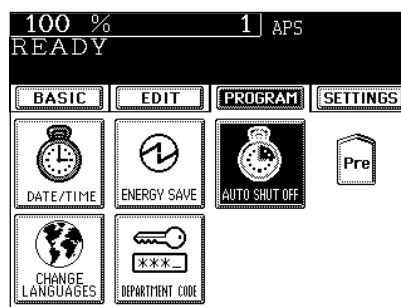 100 % 1 APS
READY
BASIC EDIT PROGRAM SETTINGS
DATE/TIME ENERGY SAVE AUTO SHUT OFF Pre
CHANGE
LANGUAGES
***_
DEPARTMENT CODE